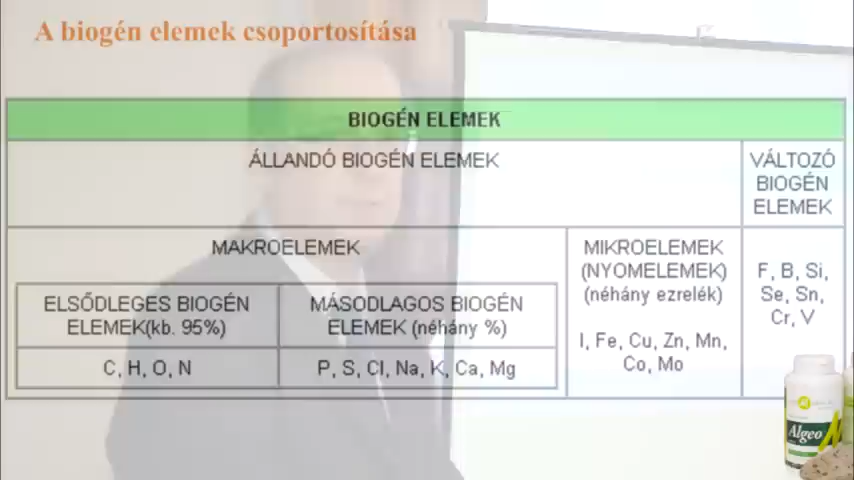 A biogén elemek csoportosítása
BIOGÉN ELEMEK
ÁLLANDÓ BIOGÉN ELEMEK
VÁLTOZÓ
BIOGÉN
ELEMEK
MAKROELEMEK
MIKROELEMEK
(NYOMELEMEK)
(néhány ezrelék)
I, Fe, Cu, Zn, Mn,
Co, Mo
F, B, Si,
Se, Sn,
Cr, V
ELSŐDLEGES BIOGÉN
ELEMEK(kb. 95%)
MÁSODLAGOS BIOGÉN
ELEMEK (néhány %)
C, H, O, N
P, S, Cl, Na, K, Ca, Mg
Algeo